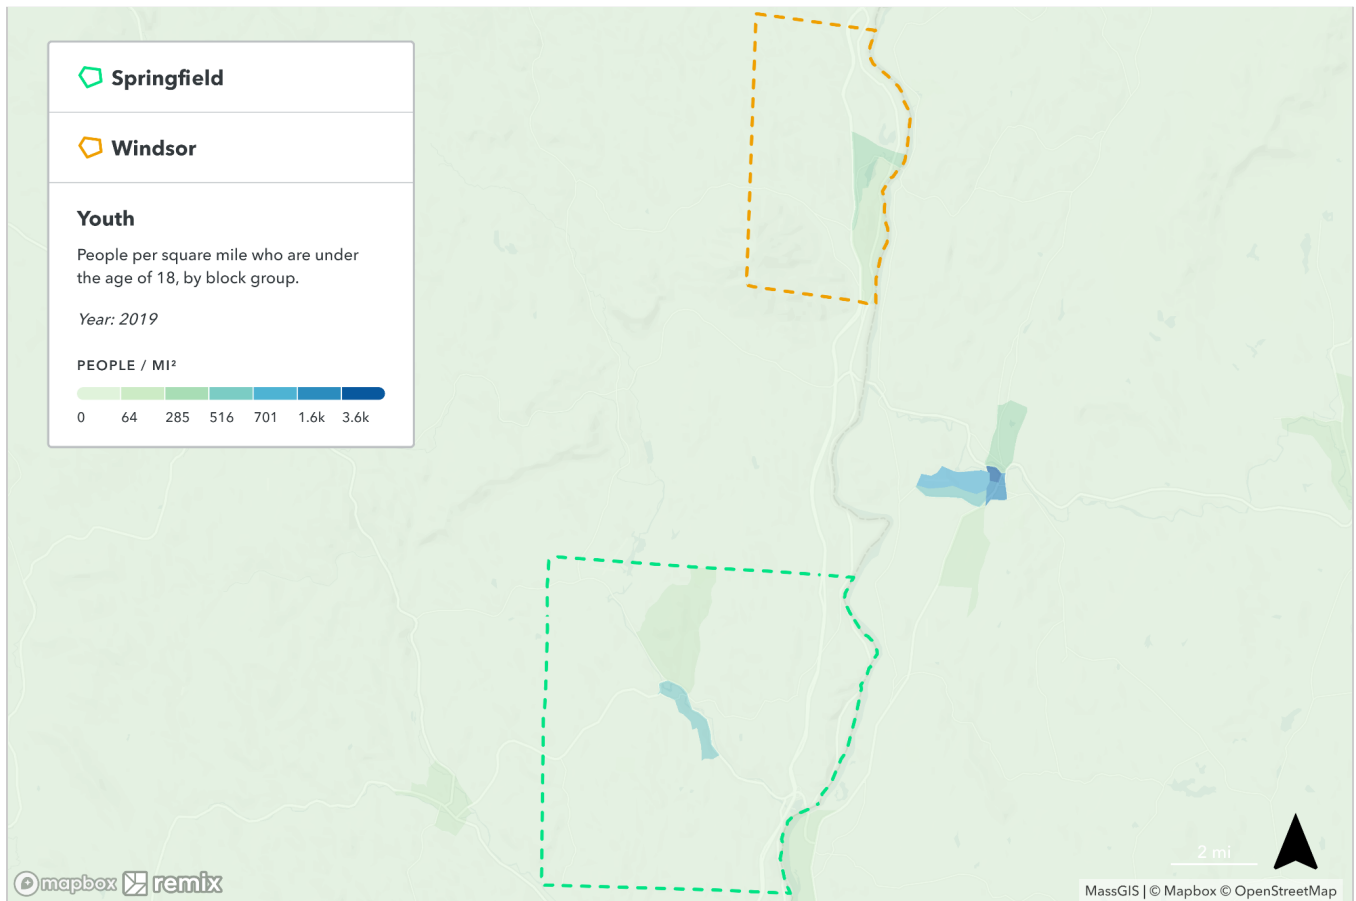 Springfield
Windsor
Youth
People per square mile who are under
the age of 18, by block group.
Year: 2019
PEOPLE / MI²
0 64 285 516 701 1.6k 3.6k
2 mi
mapbox remix
MassGIS | © Mapbox © OpenStreetMap